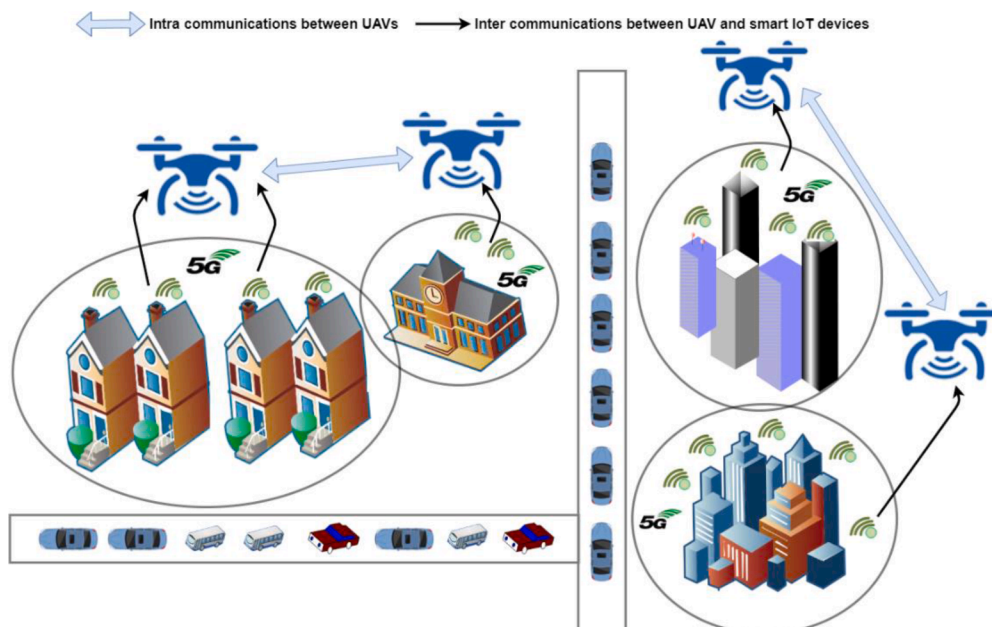 Intra communications between UAVs
Inter communications between UAV and smart IoT devices
5G
5G
5G
5G